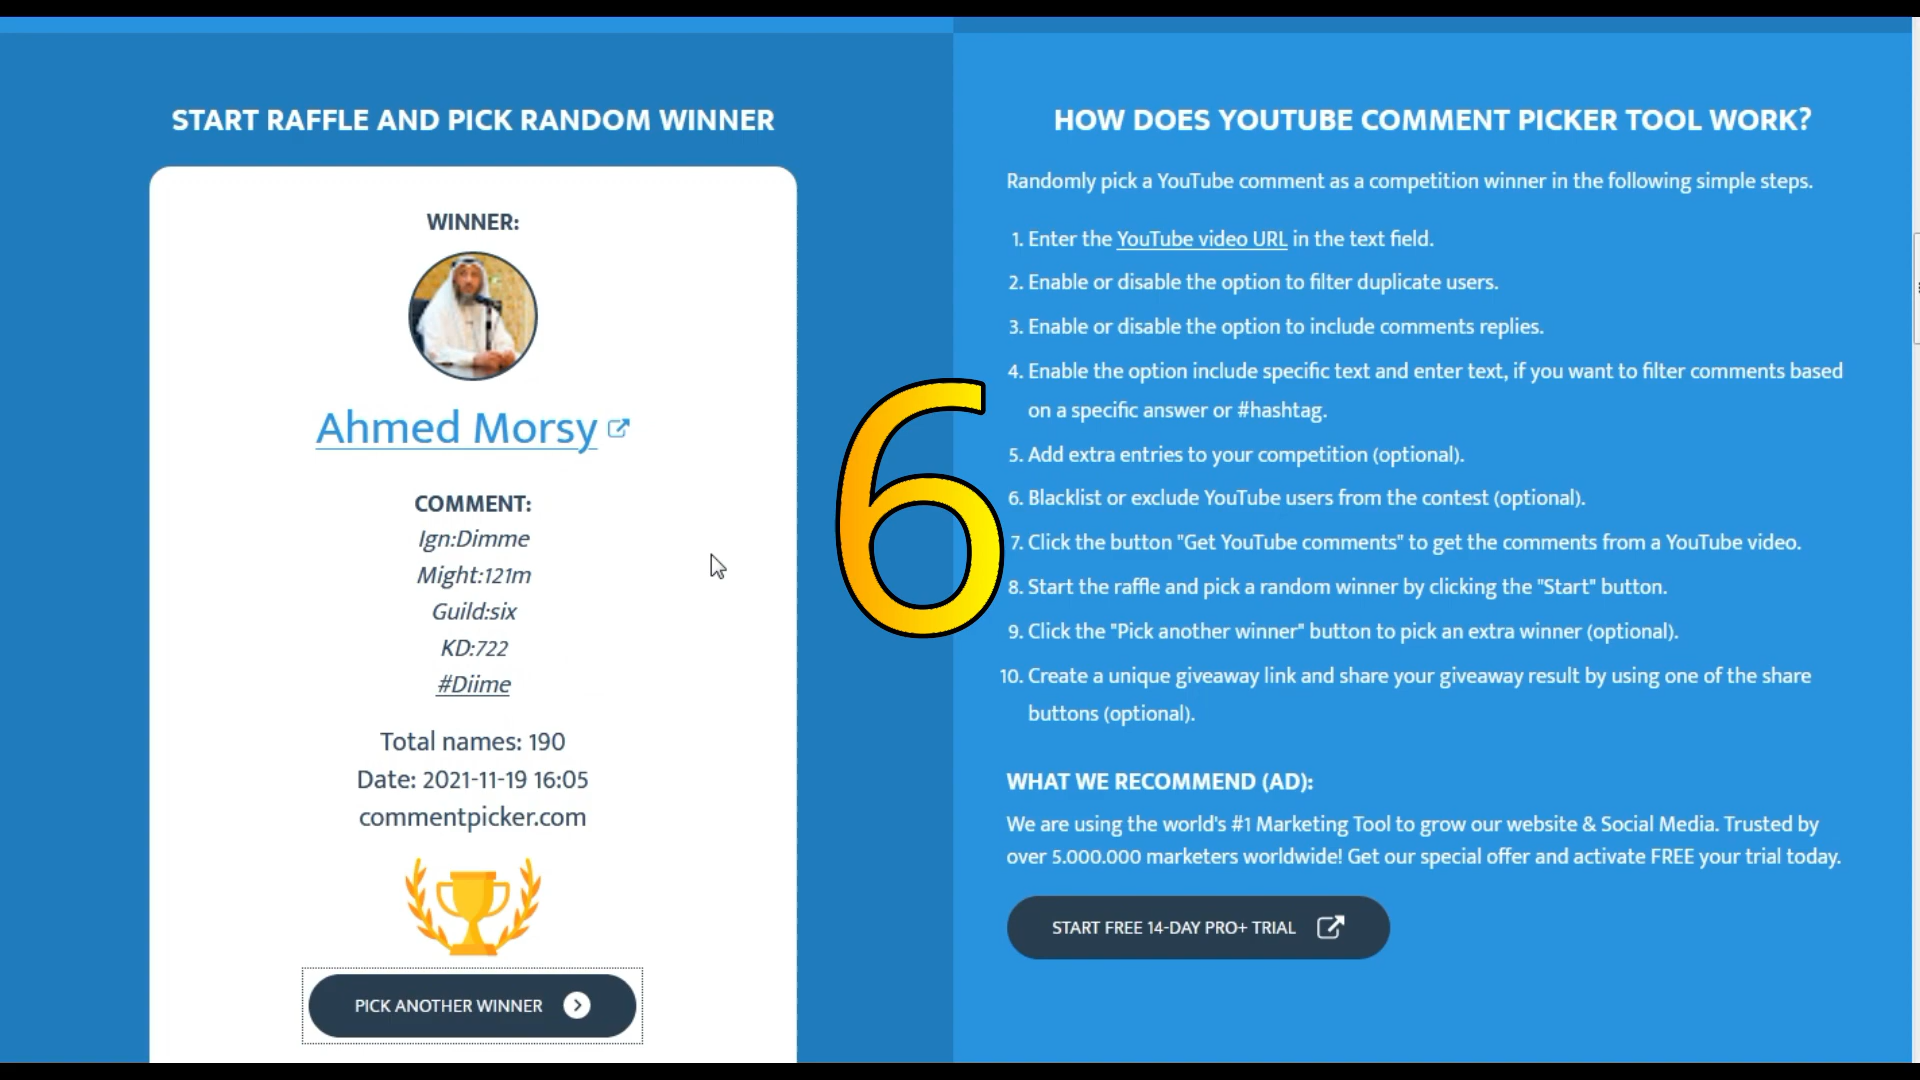 START RAFFLE AND PICK RANDOM WINNER
WINNER:
Ahmed Morsy
COMMENT:
Ign:Dimme
Might:121m
Guild:six
KD:722
#Diime
Total names: 190
Date: 2021-11-19 16:05
commentpicker.com
PICK ANOTHER WINNER
6
HOW DOES YOUTUBE COMMENT PICKER TOOL WORK?
Randomly pick a YouTube comment as a competition winner in the following simple steps.
1. Enter the YouTube video URL in the text field.
2. Enable or disable the option to filter duplicate users.
3. Enable or disable the option to include comments replies.
4. Enable the option include specific text and enter text, if you want to filter comments based
on a specific answer or #hashtag.
5. Add extra entries to your competition (optional).
6. Blacklist or exclude YouTube users from the contest (optional).
7. Click the button "Get YouTube comments" to get the comments from a YouTube video.
8. Start the raffle and pick a random winner by clicking the "Start" button.
9. Click the "Pick another winner" button to pick an extra winner (optional).
10. Create a unique giveaway link and share your giveaway result by using one of the share
buttons (optional).
WHAT WE RECOMMEND (AD):
We are using the world's #1 Marketing Tool to grow our website & Social Media. Trusted by
over 5.000.000 marketers worldwide! Get our special offer and activate FREE your trial today.
START FREE 14-DAY PRO+ TRIAL